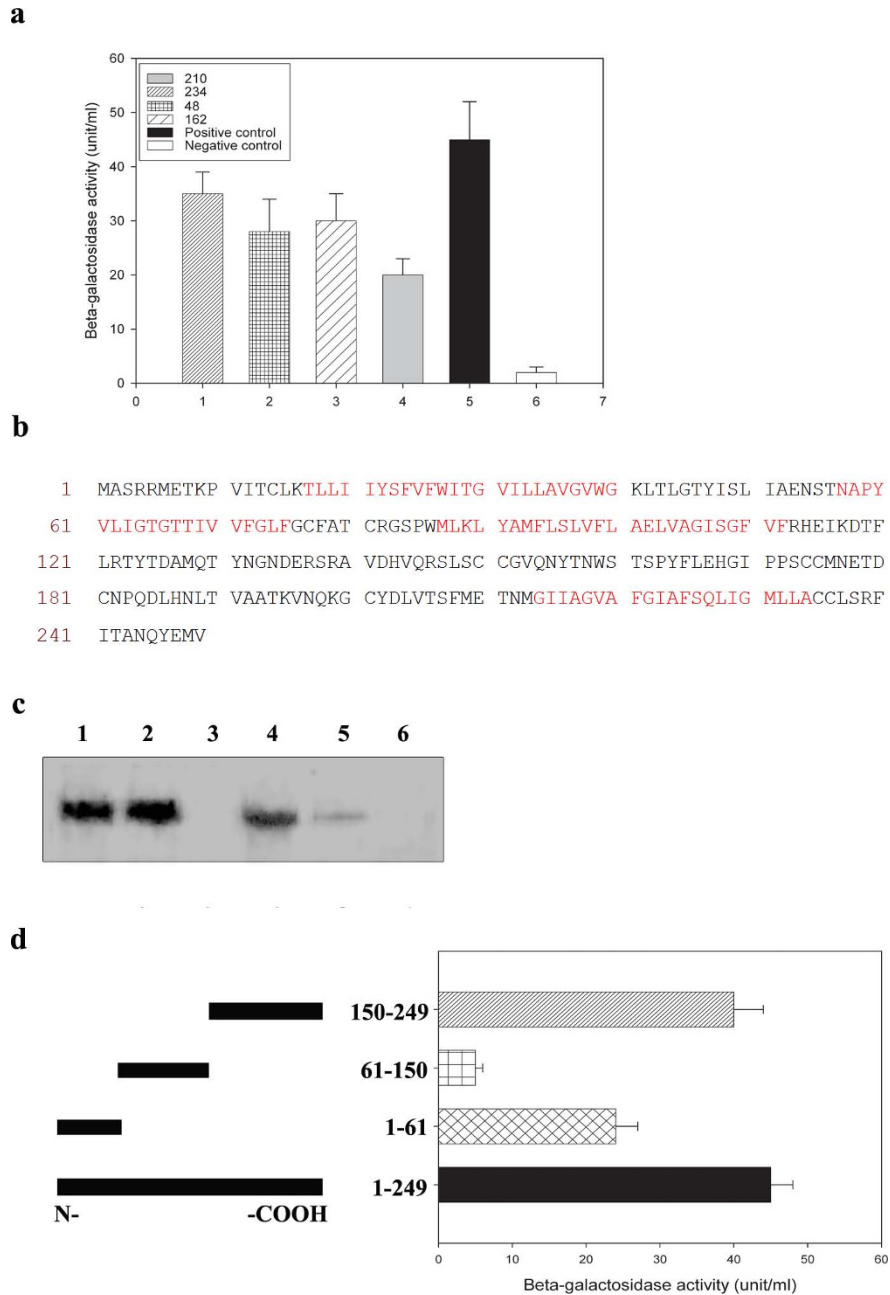 a
60
50
40
30
20
10
0
Beta-galactosidase activity (unit/ml)
210
234
48
162
Positive control
Negative control
0 1 2 3 4 5 6 7
b
1 MASRRMETKP VITCLKTLLI IYSFVFWITG VILLAVGVWG KLTLGTYISL IAENSTNAPY
61 VLIGTGTTIV VFGLFGCFAT CRGSPWMLKL YAMFLSLVFL AELVAGISGF VFRHEIKDTF
121 LRTYTDAMQT YNGNDERSRA VDHVQRSLSC CGVQNYTNWS TSPYFLEHGI PPSCCMNETD
181 CNPQDLHNLT VAATKVNQKG CYDLVTSFME TNMGIIAGVA FGIAFSQLIG MLLACCLSRF
241 ITANQYEMV
c
1 2 3 4 5 6
d
150-249
61-150
1-61
1-249
N- -COOH
0 10 20 30 40 50 60
Beta-galactosidase activity (unit/ml)